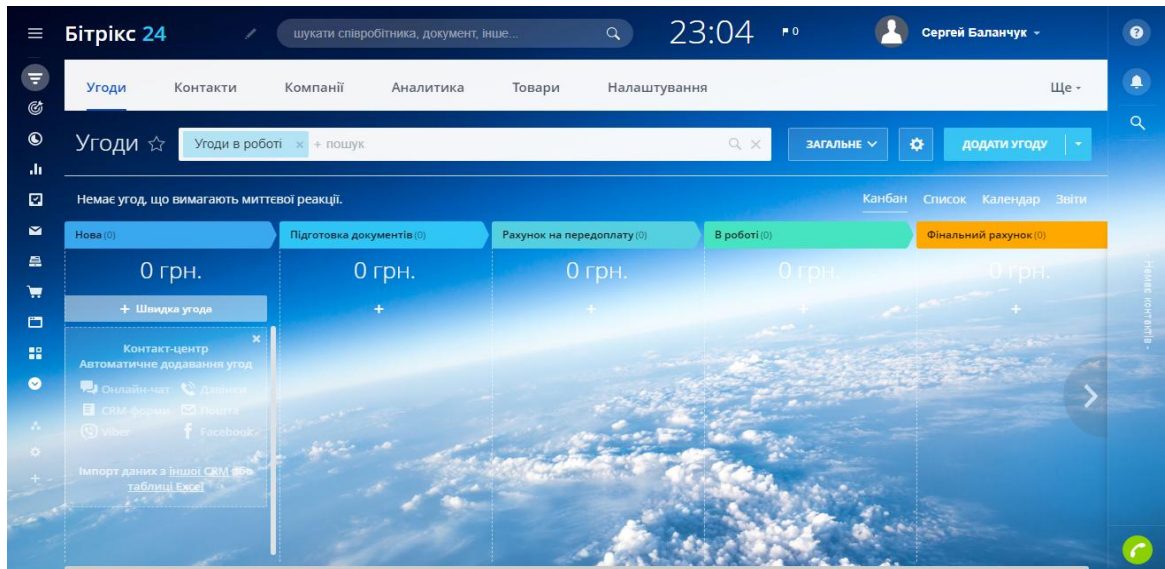 Бітрікс 24
шукати співробітника, документ, інше...
23:04
0
Сергей Баланчук
Угоди Контакти Компанії Аналитика Товари Налаштування Ще
Угоди
Угоди в роботі × + пошук
ЗАГАЛЬНЕ
ДОДАТИ УГОДУ
Немає угод, що вимагають миттєвої реакції.
Канбан Список Календар Звіти
Нова (0) Підготовка документів (0) Рахунок на передоплату (0) В роботі (0) Фінальний рахунок (0)
0 грн. 0 грн. 0 грн. 0 грн. 0 грн.
+ Швидка угода + + + +
Контакт-центр
Автоматичне додавання угод
Онлайн-чат Дзвінки
CRM-форми Пошта
Viber Facebook
Імпорт даних з іншої CRM або
таблиці Excel
Немає контактів